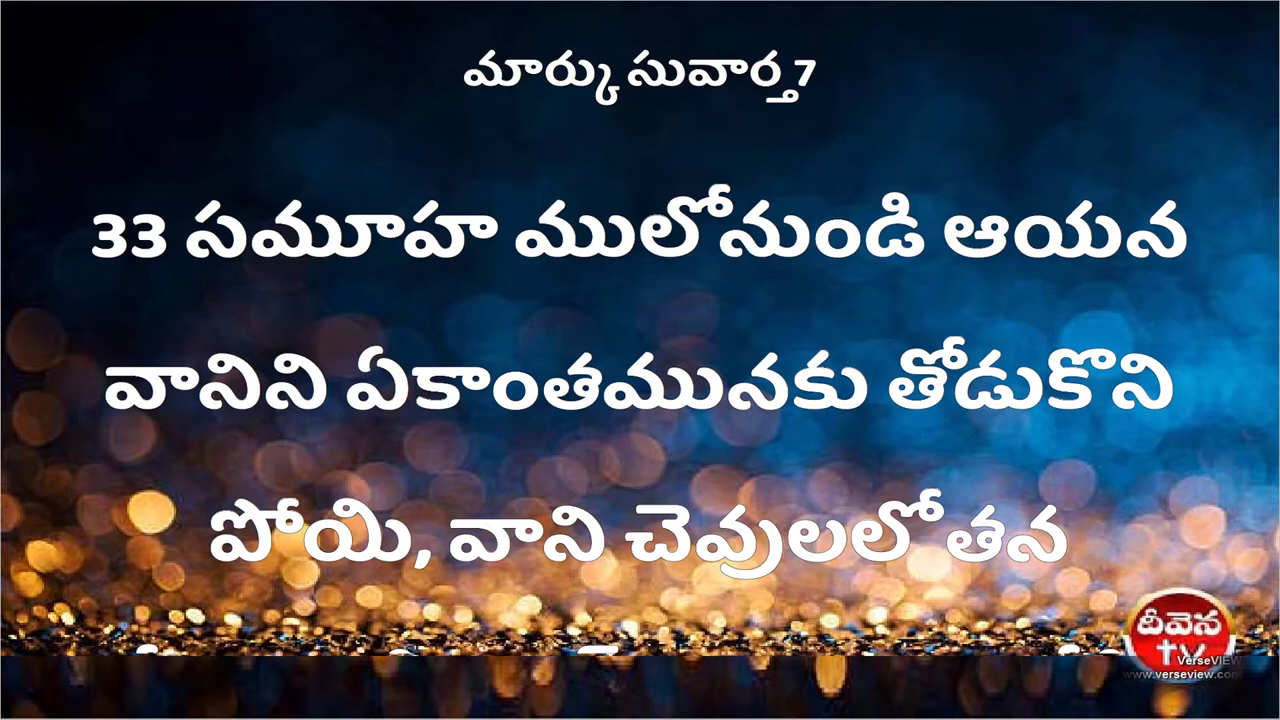 మార్కు సువార్త 7
33 సమూహ ములోనుండి ఆయన
వానిని ఏకాంతమునకు తోడుకొని
పోయి, వాని చెవులలో తన
దీవెన
tv
VerseVIEW
www.verseview.com